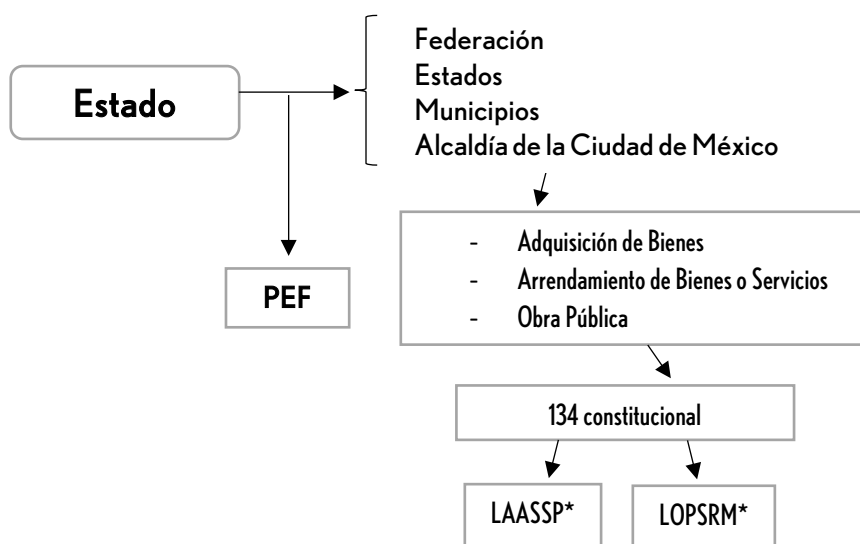 Federación
Estado
Estados
Municipios
Alcaldía de la Ciudad de México
- Adquisición de Bienes
- Arrendamiento de Bienes o Servicios
- Obra Pública
PEF
134 constitucional
LAASSP*
LOPSRM*